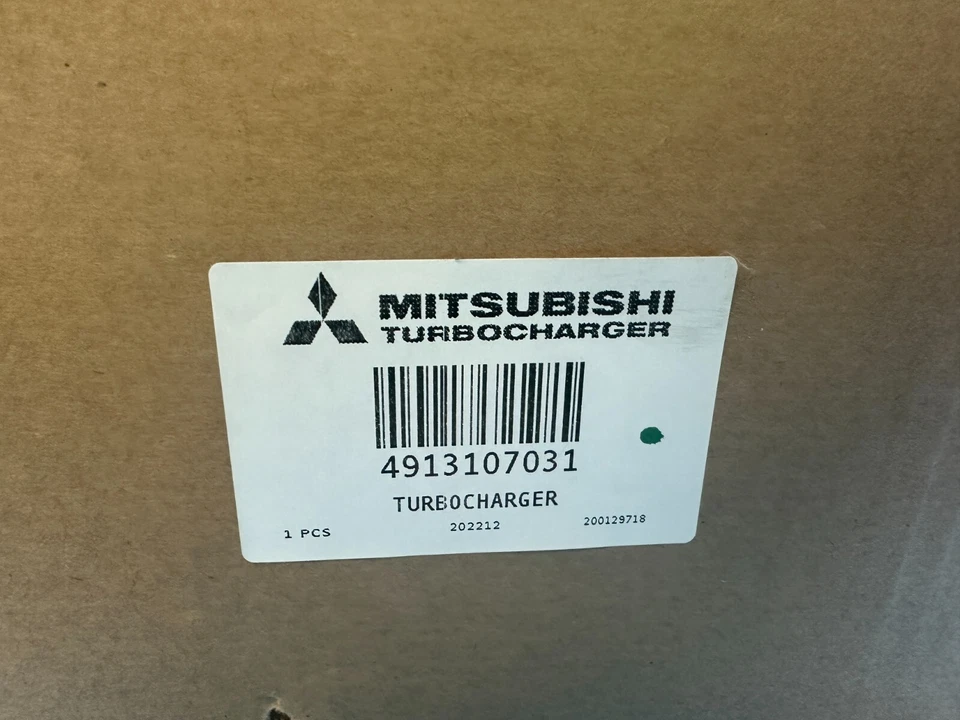 MITSUBISHI
TURBOCHARGER
4913107031
TURBOCHARGER
1 PCS
202212
200129718